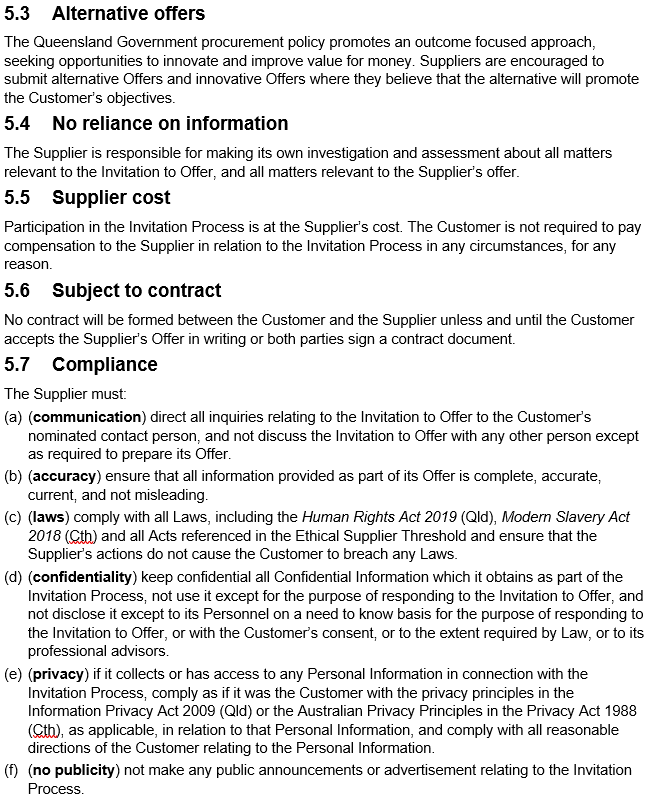 5.3 Alternative offers
The Queensland Government procurement policy promotes an outcome focused approach,
seeking opportunities to innovate and improve value for money. Suppliers are encouraged to
submit alternative Offers and innovative Offers where they believe that the alternative will promote
the Customer's objectives.
5.4 No reliance on information
The Supplier is responsible for making its own investigation and assessment about all matters
relevant to the Invitation to Offer, and all matters relevant to the Supplier's offer.
5.5 Supplier cost
Participation in the Invitation Process is at the Supplier's cost. The Customer is not required to pay
compensation to the Supplier in relation to the Invitation Process in any circumstances, for any
reason.
5.6 Subject to contract
No contract will be formed between the Customer and the Supplier unless and until the Customer
accepts the Supplier's Offer in writing or both parties sign a contract document.
5.7 Compliance
The Supplier must:
(a) (communication) direct all inquiries relating to the Invitation to Offer to the Customer's
nominated contact person, and not discuss the Invitation to Offer with any other person except
as required to prepare its Offer.
(b) (accuracy) ensure that all information provided as part of its Offer is complete, accurate,
current, and not misleading.
(c) (laws) comply with all Laws, including the Human Rights Act 2019 (Qld), Modern Slavery Act
2018 (Cth) and all Acts referenced in the Ethical Supplier Threshold and ensure that the
Supplier's actions do not cause the Customer to breach any Laws.
(d) (confidentiality) keep confidential all Confidential Information which it obtains as part of the
Invitation Process, not use it except for the purpose of responding to the Invitation to Offer, and
not disclose it except to its Personnel on a need to know basis for the purpose of responding to
the Invitation to Offer, or with the Customer's consent, or to the extent required by Law, or to its
professional advisors.
(e) (privacy) if it collects or has access to any Personal Information in connection with the
Invitation Process, comply as if it was the Customer with the privacy principles in the
Information Privacy Act 2009 (Qld) or the Australian Privacy Principles in the Privacy Act 1988
(Cth), as applicable, in relation to that Personal Information, and comply with all reasonable
directions of the Customer relating to the Personal Information.
(f) (no publicity) not make any public announcements or advertisement relating to the Invitation
Process.